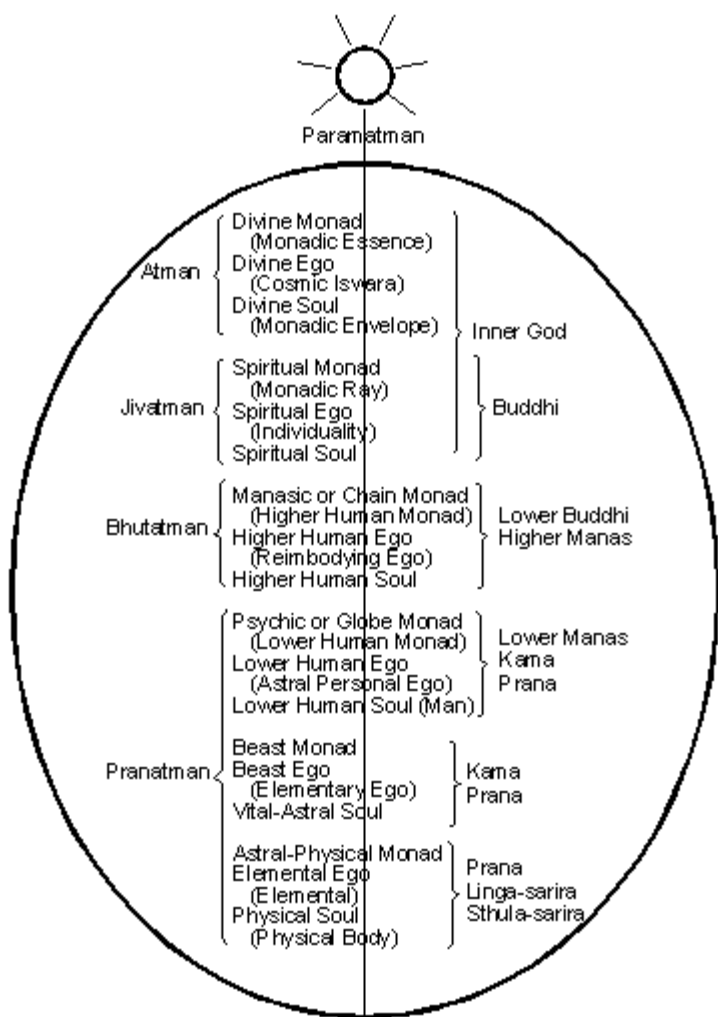 Paramatman
Atman
Divine Monad
(Monadic Essence)
Divine Ego
(Cosmic Iswara)
Divine Soul
(Monadic Envelope)
Inner God
Jivatman
Spiritual Monad
(Monadic Ray)
Spiritual Ego
(Individuality)
Spiritual Soul
Buddhi
Bhutatman
Manasic or Chain Monad
(Higher Human Monad)
Higher Human Ego
(Reimbodying Ego)
Higher Human Soul
Lower Buddhi
Higher Manas
Pranatman
Psychic or Globe Monad
(Lower Human Monad)
Lower Human Ego
(Astral Personal Ego)
Lower Human Soul (Man)
Lower Manas
Kama
Prana
Beast Monad
Beast Ego
(Elementary Ego)
Vital-Astral Soul
Kama
Prana
Astral-Physical Monad
Elemental Ego
(Elemental)
Physical Soul
(Physical Body)
Prana
Linga-sarira
Sthula-sarira